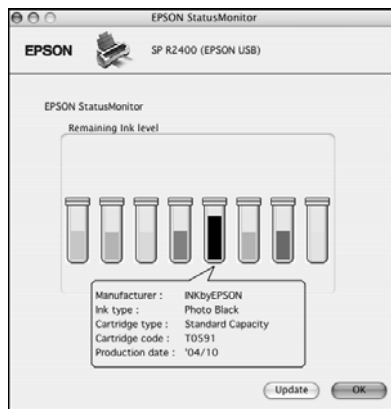 EPSON StatusMonitor
EPSON SP R2400 (EPSON USB)
EPSON StatusMonitor
Remaining Ink level
Manufacturer : INKbyEPSON
Ink type : Photo Black
Cartridge type : Standard Capacity
Cartridge code : T0591
Production date : '04/10
Update OK